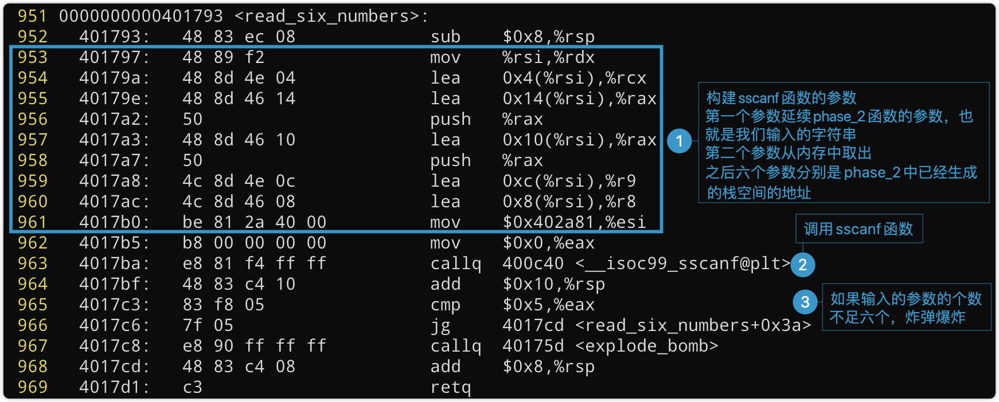 951 0000000000401793 <read_six_numbers>:
952 401793: 48 83 ec 08 sub $0x8,%rsp
953 401797: 48 89 f2 mov %rsi,%rdx
954 40179a: 48 8d 4e 04 lea 0x4(%rsi),%rcx
955 40179e: 48 8d 46 14 lea 0x14(%rsi),%rax
956 4017a2: 50 push %rax
957 4017a3: 48 8d 46 10 lea 0x10(%rsi),%rax
958 4017a7: 50 push %rax
959 4017a8: 4c 8d 4e 0c lea 0xc(%rsi),%r9
960 4017ac: 4c 8d 46 08 lea 0x8(%rsi),%r8
961 4017b0: be 81 2a 40 00 mov $0x402a81,%esi
962 4017b5: b8 00 00 00 00 mov $0x0,%eax
963 4017ba: e8 81 f4 ff ff callq 400c40 <__isoc99_sscanf@plt>
964 4017bf: 48 83 c4 10 add $0x10,%rsp
965 4017c3: 83 f8 05 cmp $0x5,%eax
966 4017c6: 7f 05 jg 4017cd <read_six_numbers+0x3a>
967 4017c8: e8 90 ff ff ff callq 40175d <explode_bomb>
968 4017cd: 48 83 c4 08 add $0x8,%rsp
969 4017d1: c3 retq
1
构建sscanf函数的参数
第一个参数延续phase_2函数的参数，也
就是我们输入的字符串
第二个参数从内存中取出
之后六个参数分别是phase_2中已经生成
的栈空间的地址
调用sscanf函数
2
3
如果输入的参数的个数
不足六个，炸弹爆炸